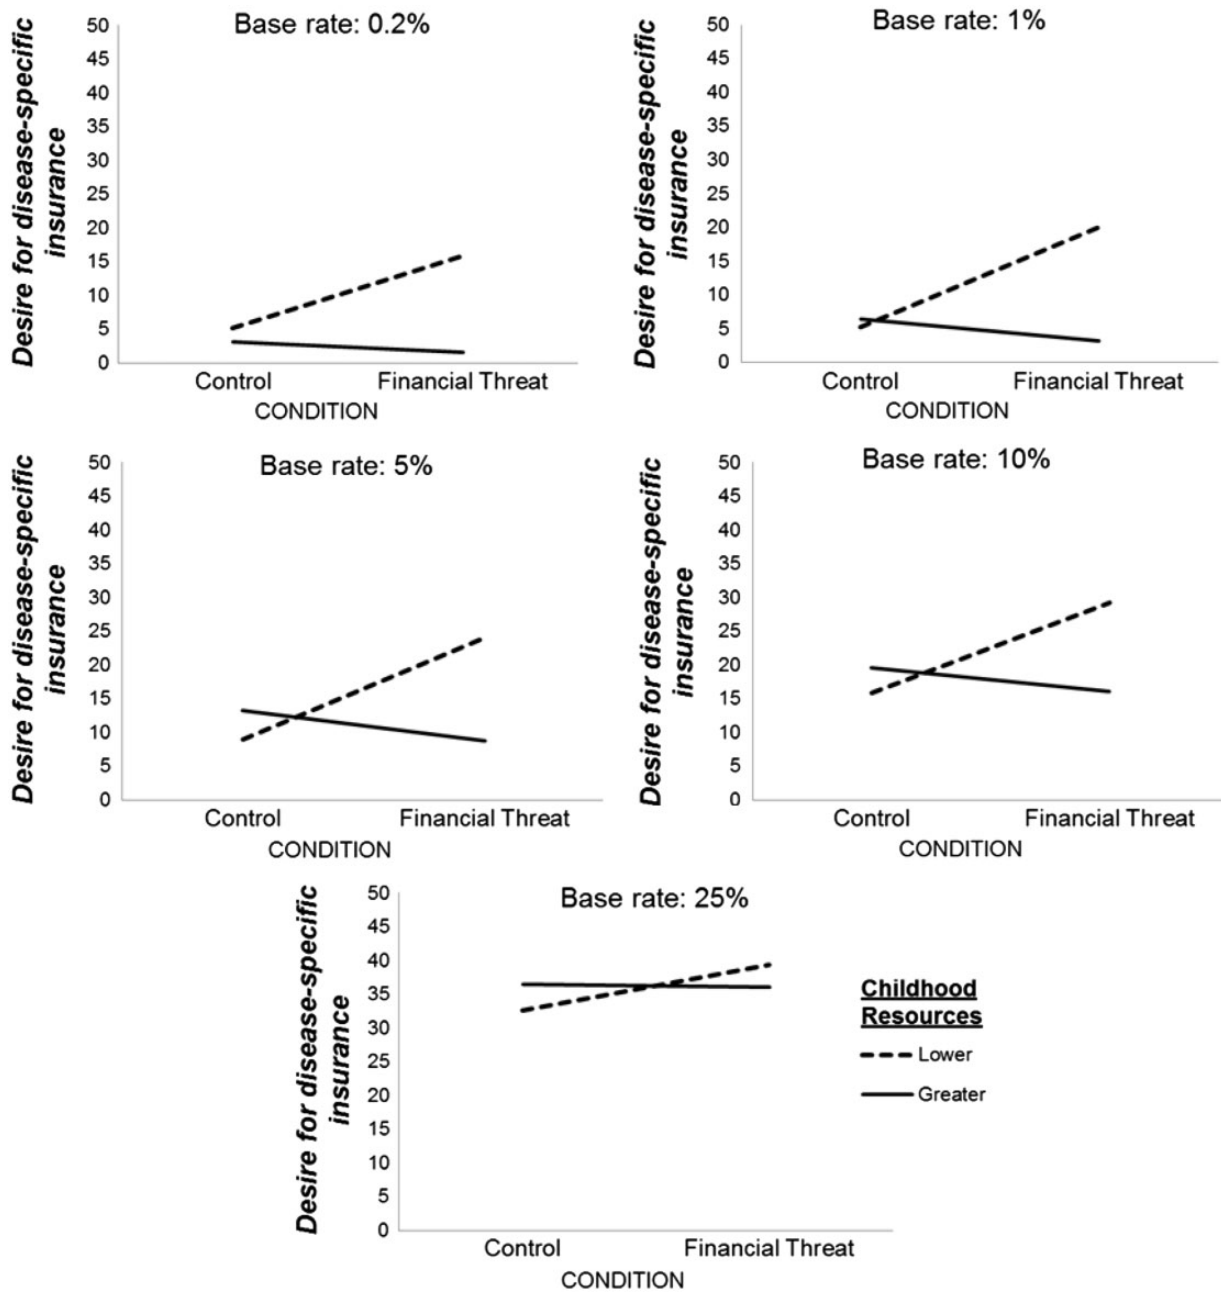 Base rate: 0.2%
Desire for disease-specific
insurance
50
45
40
35
30
25
20
15
10
5
0
Control
Financial Threat
CONDITION
Base rate: 1%
Desire for disease-specific
insurance
50
45
40
35
30
25
20
15
10
5
0
Control
Financial Threat
CONDITION
Base rate: 5%
Desire for disease-specific
insurance
50
45
40
35
30
25
20
15
10
5
0
Control
Financial Threat
CONDITION
Base rate: 10%
Desire for disease-specific
insurance
50
45
40
35
30
25
20
15
10
5
0
Control
Financial Threat
CONDITION
Base rate: 25%
Desire for disease-specific
insurance
50
45
40
35
30
25
20
15
10
5
0
Control
Financial Threat
CONDITION
Childhood
Resources
Lower
Greater